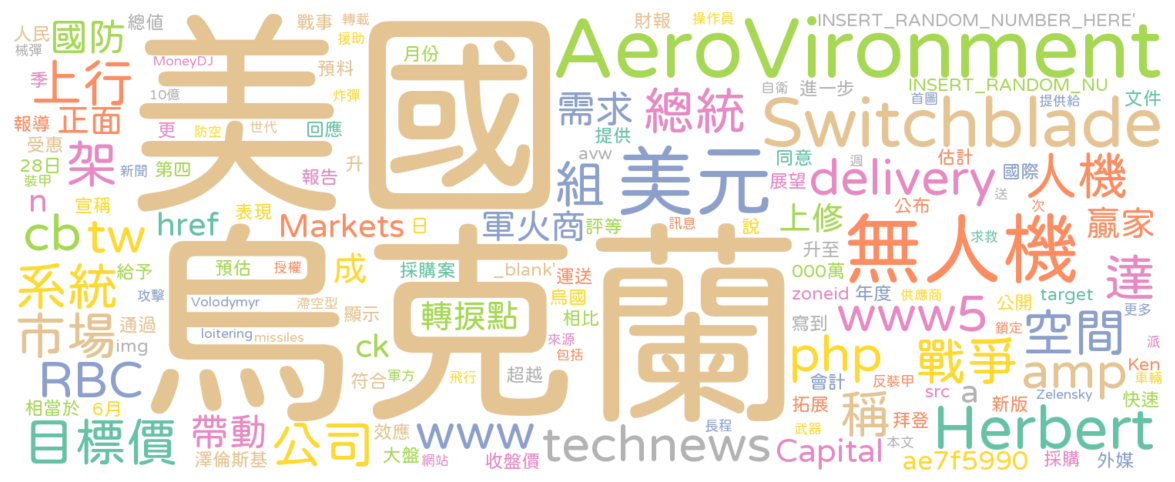 美國
烏克蘭
AeroVironment
Switchblade
無人機
美元
Herbert
INSERT_RANDOM_NUMBER_HERE'
INSERT_RANDOM_NU
人民
國防
總值
戰事
轉載
援助
械彈
月份
財報
操作員
季
上行
MoneyDJ
預料
炸彈
10億
報導
正面
更
防空
世代
回應
受惠
28日
架
新聞
第四
報告
升
裝甲
n
宣稱
href
表現
Markets
日
cb
tw
系統
給予
預估
授權
成
採購案
攻擊
Volodymyr
滯空型
顯示
轉捩點
市場
通過
img
loitering
missiles
ck
RBC
符合
軍方
飛行
超越
相當於
6月
目標價
帶動
澤倫斯基
公司
效應
大盤
網站
www
收盤價
technews
需求
總統
提供
avw
組
自衛
進一步
首圖
提供給
文件
同意
週
估計
國際
人機
展望
delivery
送
公布
次
贏家
軍火商
評等
訊息
說
上修
求救
升至
_blank'
運送
烏國
相比
來源
包括
000萬
zoneid
年度
供應商
公開
target
更多
達
寫到
www5
鎖定
空間
派
php
戰爭
amp
Ken
車輛
會計
反裝甲
src
a
新版
Zelensky
快速
拓展
稱
拜登
長程
武器
本文
Capital
ae7f5990
採購
外媒